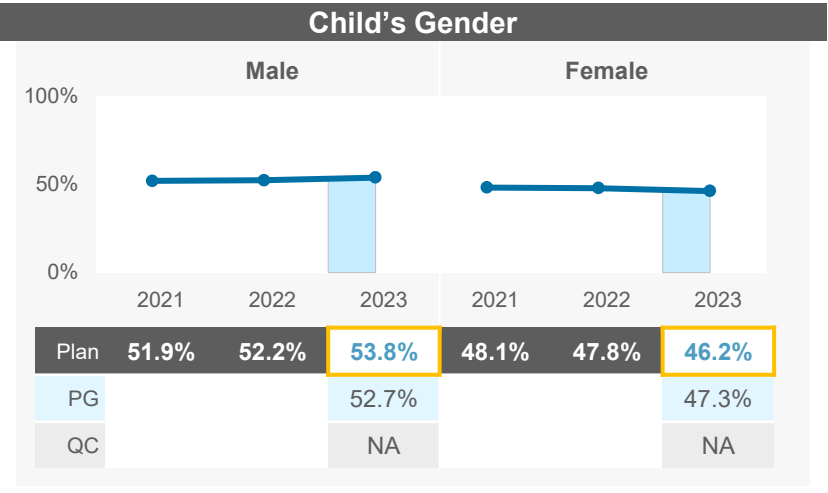 Child's Gender
Male Female
100%
50%
0%
2021 2022 2023 2021 2022 2023
Plan 51.9% 52.2% 53.8% 48.1% 47.8% 46.2%
PG 52.7% 47.3%
QC NA NA